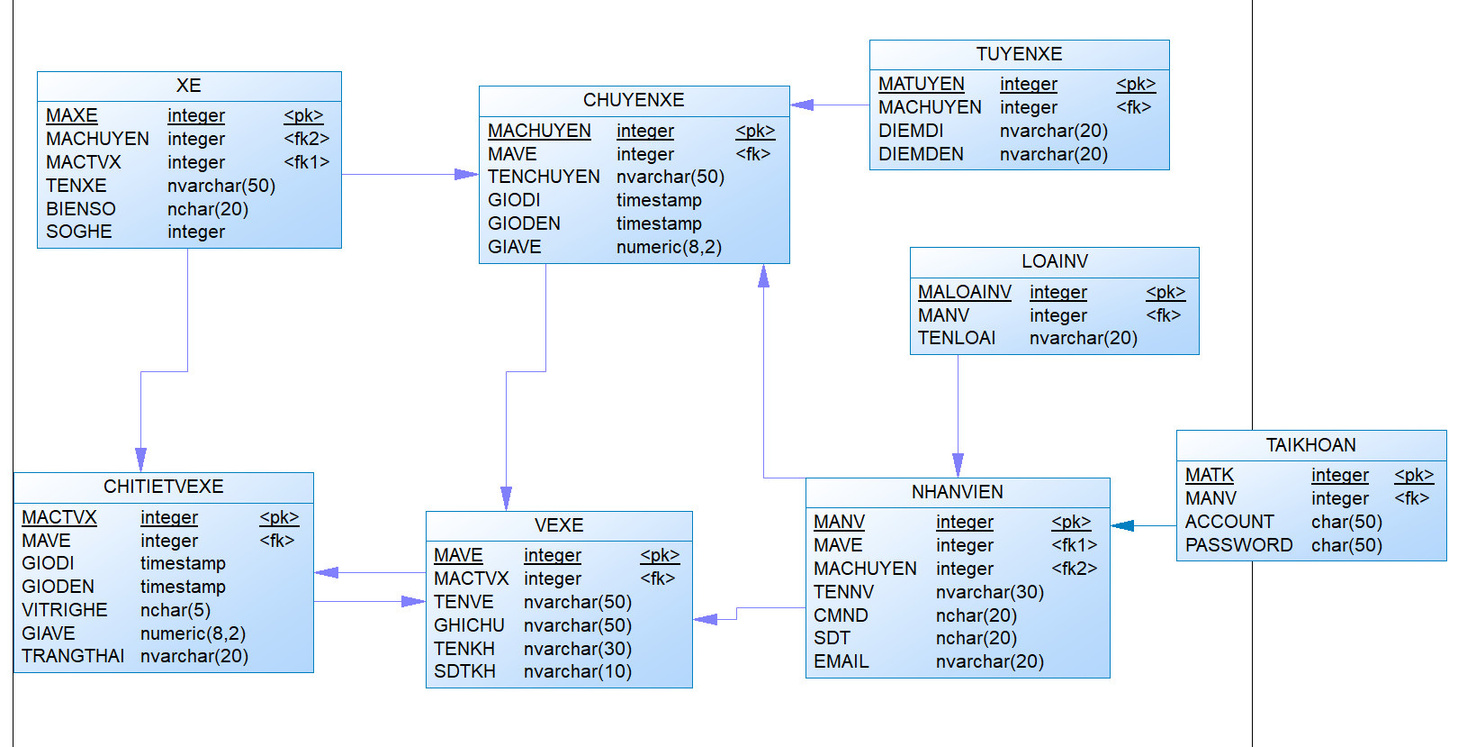 XE
MAXE integer <pk>
MACHUYEN integer <fk2>
MACTVX integer <fk1>
TENXE nvarchar(50)
BIENSO nchar(20)
SOGHE integer
CHUYENXE
MACHUYEN integer <pk>
MAVE integer <fk>
TENCHUYEN nvarchar(50)
GIODI timestamp
GIODEN timestamp
GIAVE numeric(8,2)
TUYENXE
MATUYEN integer <pk>
MACHUYEN integer <fk>
DIEMDI nvarchar(20)
DIEMDEN nvarchar(20)
LOAINV
MALOAINV integer <pk>
MANV integer <fk>
TENLOAI nvarchar(20)
CHITIETVEXE
MACTVX integer <pk>
MAVE integer <fk>
GIODI timestamp
GIODEN timestamp
VITRIGHE nchar(5)
GIAVE numeric(8,2)
TRANGTHAI nvarchar(20)
VEXE
MAVE integer <pk>
MACTVX integer <fk>
TENVE nvarchar(50)
GHICHU nvarchar(50)
TENKH nvarchar(30)
SDTKH nvarchar(10)
NHANVIEN
MANV integer <pk>
MAVE integer <fk1>
MACHUYEN integer <fk2>
TENNV nvarchar(30)
CMND nchar(20)
SDT nchar(20)
EMAIL nvarchar(20)
TAIKHOAN
MATK integer <pk>
MANV integer <fk>
ACCOUNT char(50)
PASSWORD char(50)